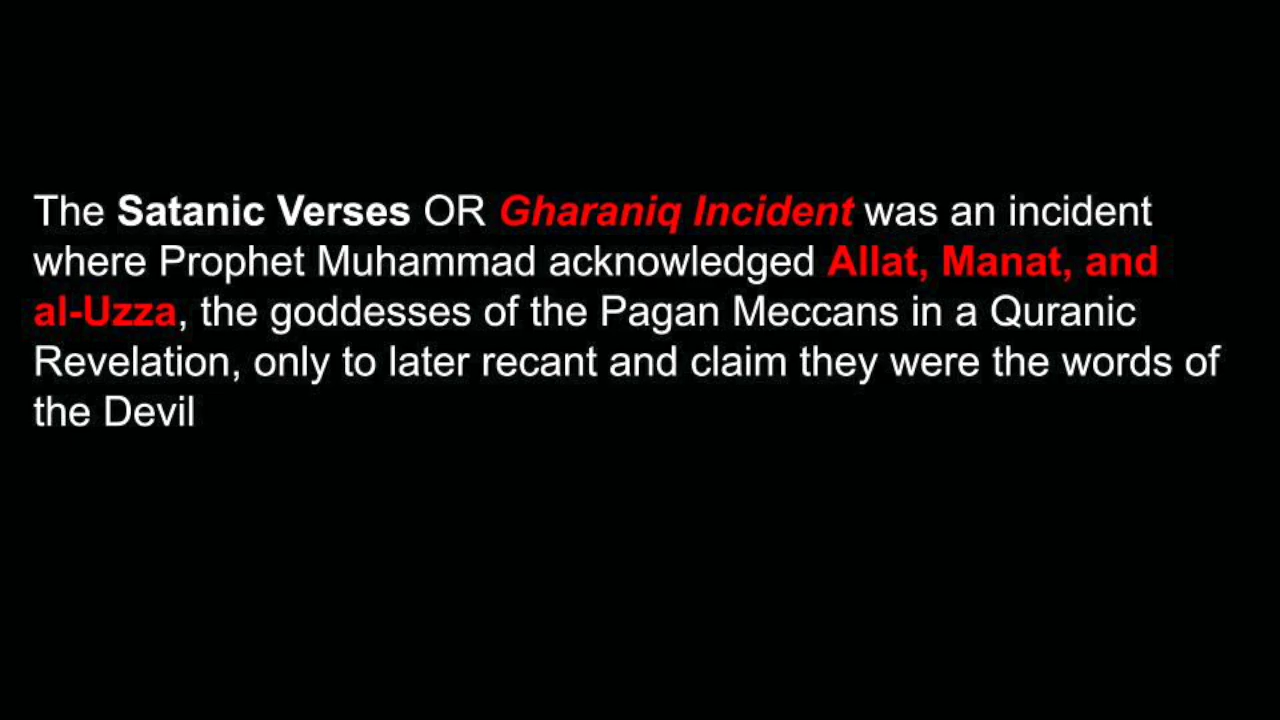 The Satanic Verses OR Gharaniq Incident was an incident
where Prophet Muhammad acknowledged Allat, Manat, and
al-Uzza, the goddesses of the Pagan Meccans in a Quranic
Revelation, only to later recant and claim they were the words of
the Devil